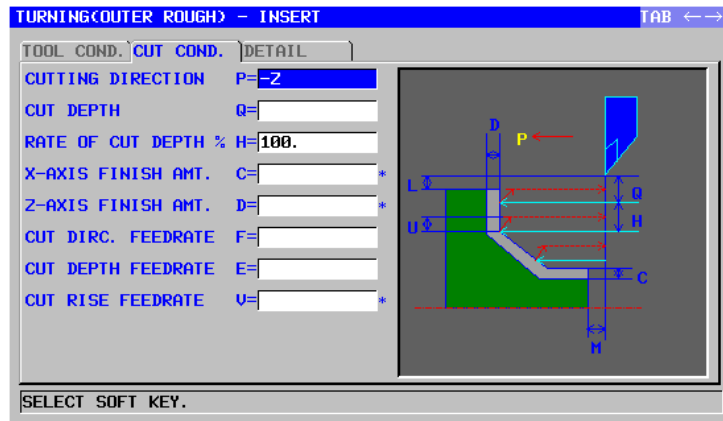 TURNING(OUTER ROUGH) - INSERT TAB ←→
TOOL COND. CUT COND. DETAIL
CUTTING DIRECTION P=-Z
CUT DEPTH Q=
RATE OF CUT DEPTH % H=100.
X-AXIS FINISH AMT. C= *
Z-AXIS FINISH AMT. D= *
CUT DIRC. FEEDRATE F=
CUT DEPTH FEEDRATE E=
CUT RISE FEEDRATE V= *
D
P
L
Q
U
H
C
M
SELECT SOFT KEY.